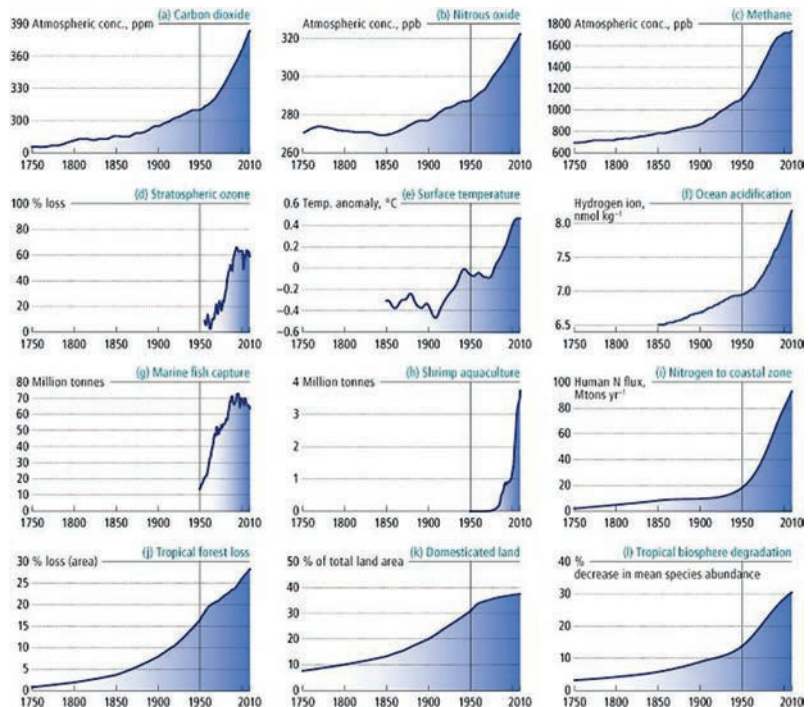 (a) Carbon dioxide
Atmospheric conc., ppm
390
360
330
300
0
1750 1800 1850 1900 1950 2010
(b) Nitrous oxide
Atmospheric conc., ppb
320
300
280
260
1750 1800 1850 1900 1950 2010
(c) Methane
Atmospheric conc., ppb
1800
1600
1400
1200
1000
800
600
1750 1800 1850 1900 1950 2010
(d) Stratospheric ozone
100 % loss
80
60
40
20
0
1750 1800 1850 1900 1950 2010
(e) Surface temperature
0.6 Temp. anomaly, °C
0.4
0.2
0
−0.2
−0.4
−0.6
1750 1800 1850 1900 1950 2010
(f) Ocean acidification
Hydrogen ion,
nmol kg⁻¹
8.0
7.5
7.0
6.5
1750 1800 1850 1900 1950 2010
(g) Marine fish capture
80 Million tonnes
70
60
50
40
30
20
10
0
1750 1800 1850 1900 1950 2010
(h) Shrimp aquaculture
4 Million tonnes
3
2
1
0
1750 1800 1850 1900 1950 2010
(i) Nitrogen to coastal zone
100 Human N flux,
Mtons yr⁻¹
80
60
40
20
0
1750 1800 1850 1900 1950 2010
(j) Tropical forest loss
30 % loss (area)
25
20
15
10
5
0
1750 1800 1850 1900 1950 2010
(k) Domesticated land
50 % of total land area
40
30
20
10
0
1750 1800 1850 1900 1950 2010
(l) Tropical biosphere degradation
40 %
decrease in mean species abundance
30
20
10
0
1750 1800 1850 1900 1950 2010